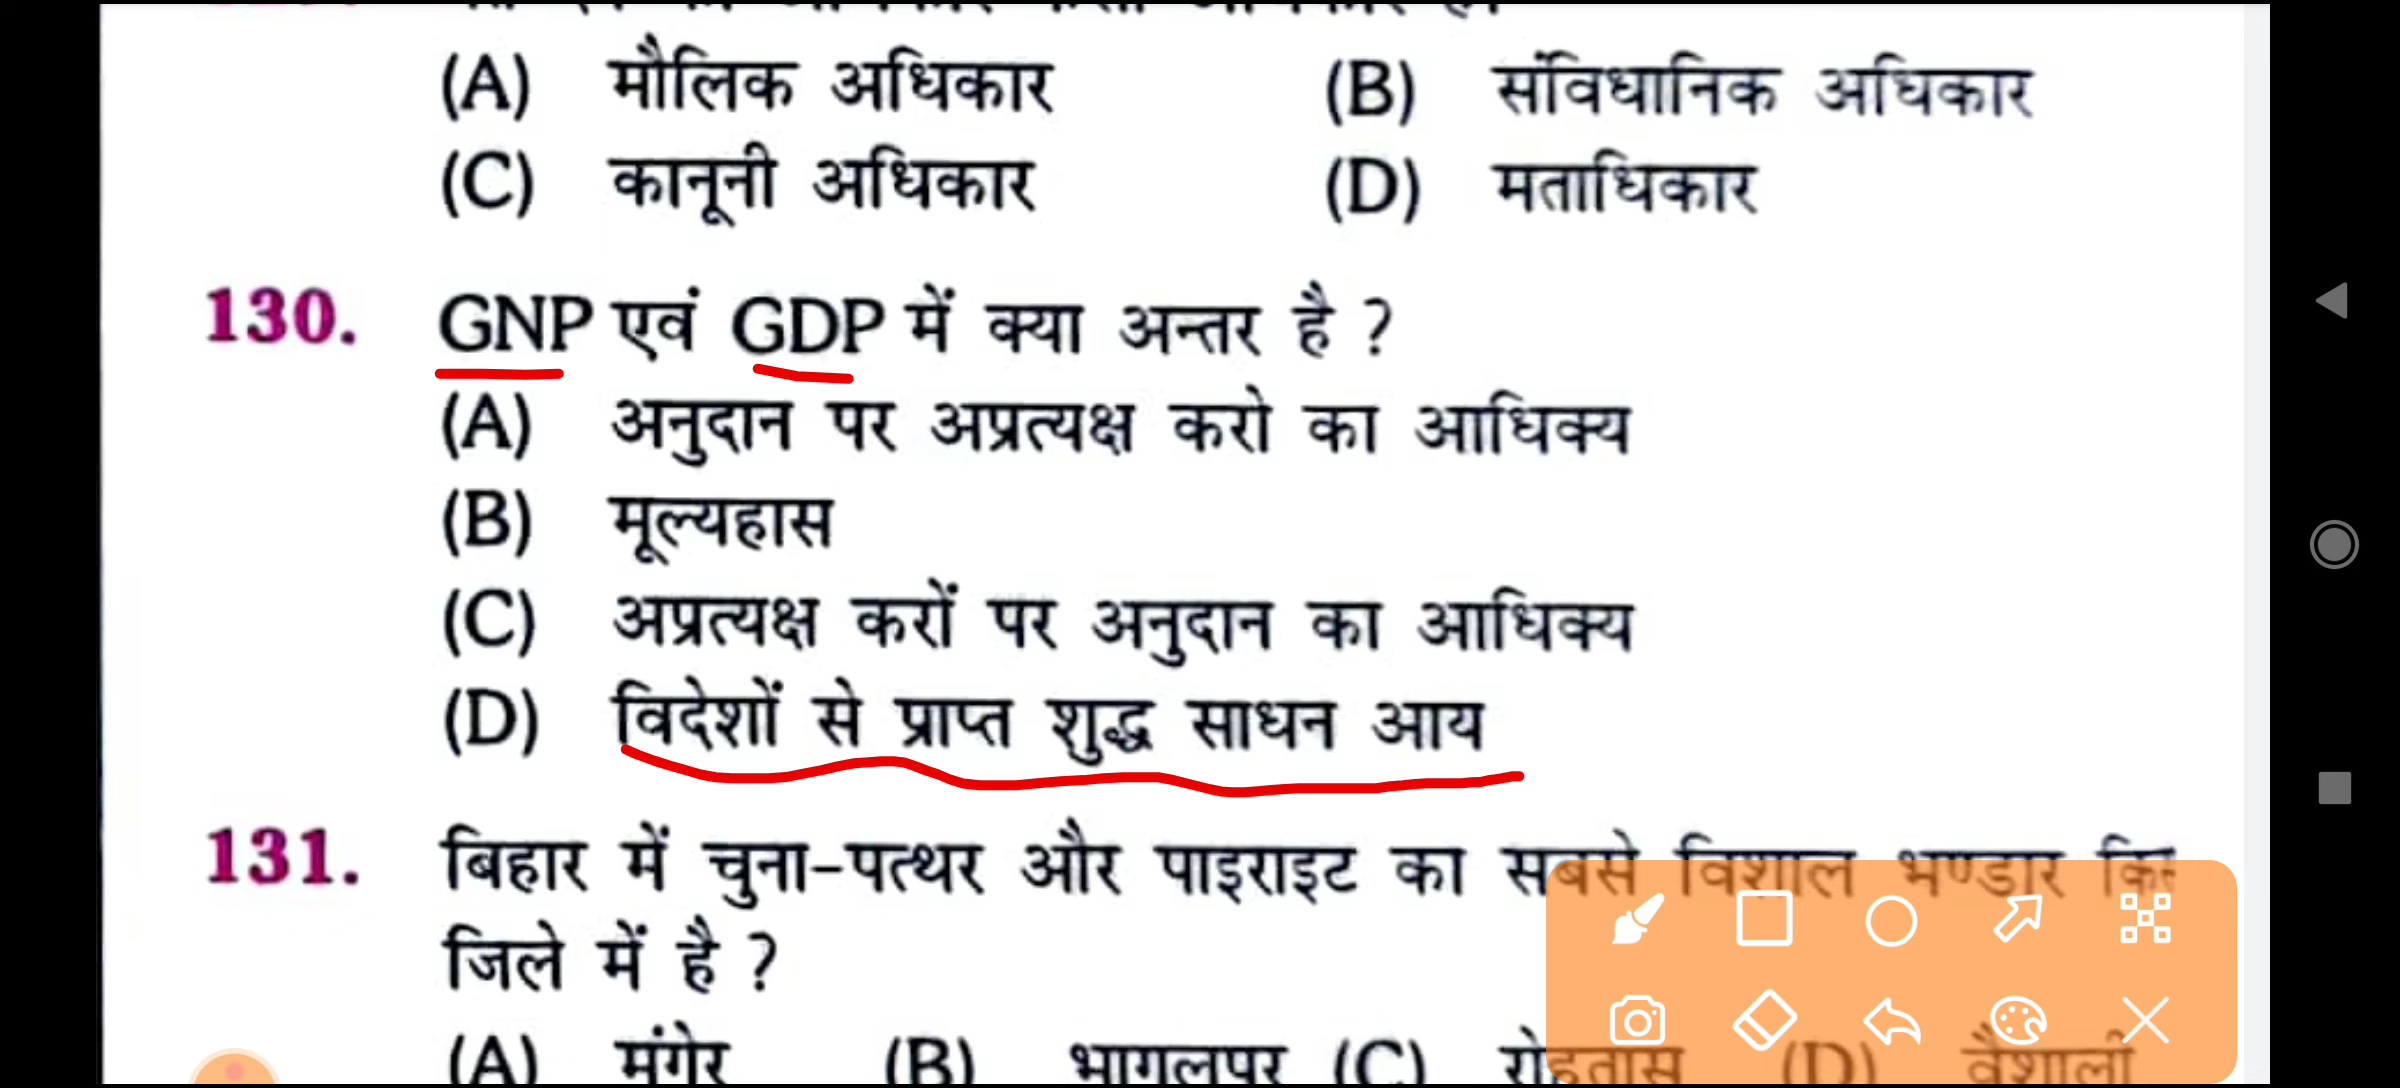 (A) मौलिक अधिकार (B) संविधानिक अधिकार
(C) कानूनी अधिकार (D) मताधिकार
130. GNP एवं GDP में क्या अन्तर है ?
(A) अनुदान पर अप्रत्यक्ष करो का आधिक्य
(B) मूल्यहास
(C) अप्रत्यक्ष करों पर अनुदान का आधिक्य
(D) विदेशों से प्राप्त शुद्ध साधन आय
131. बिहार में चुना-पत्थर और पाइराइट का सबसे विशाल भण्डार
जिले में है ?
(A) मुंगेर (B) भागलपुर (C) रोहतास (D) वैशाली